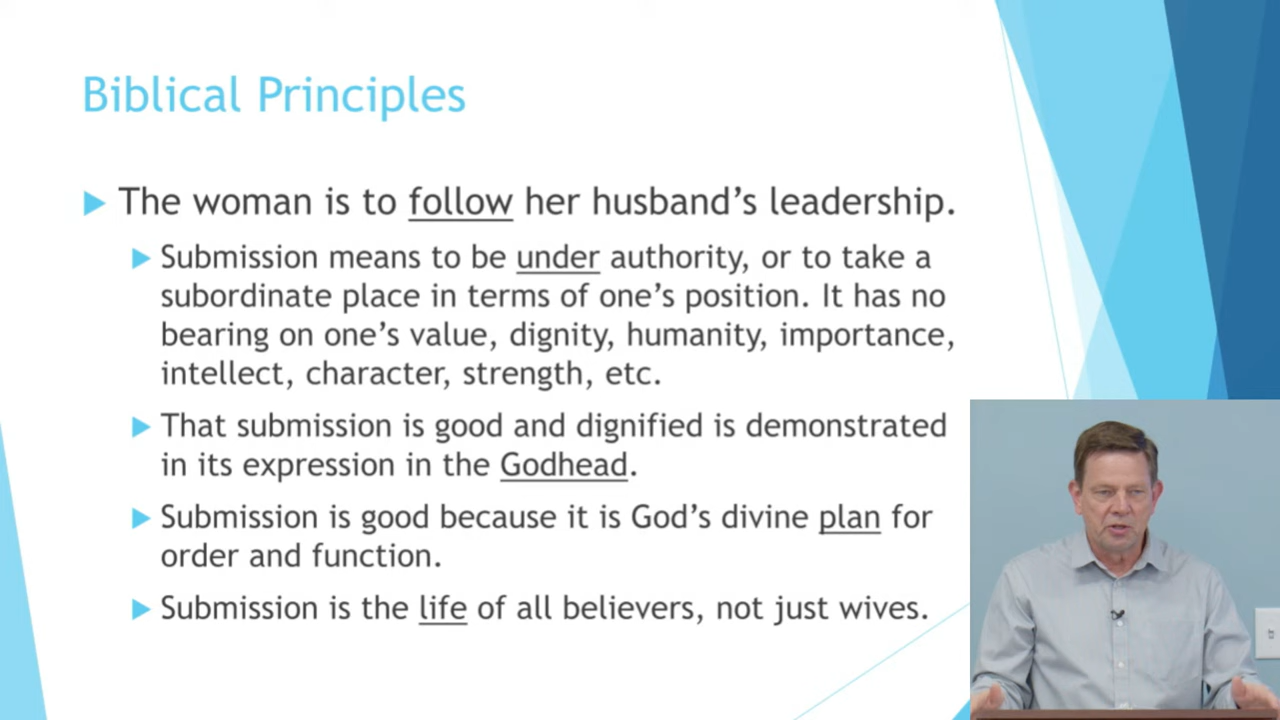 Biblical Principles
The woman is to follow her husband's leadership.
Submission means to be under authority, or to take a
subordinate place in terms of one's position. It has no
bearing on one's value, dignity, humanity, importance,
intellect, character, strength, etc.
That submission is good and dignified is demonstrated
in its expression in the Godhead.
Submission is good because it is God's divine plan for
order and function.
Submission is the life of all believers, not just wives.